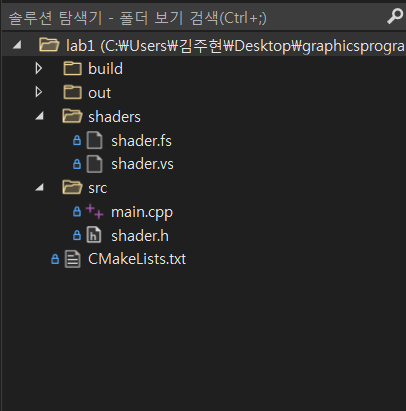 솔루션 탐색기 - 폴더 보기 검색(Ctrl+;)
lab1 (C:₩Users₩김주현₩Desktop₩graphicsprogra
build
out
shaders
shader.fs
shader.vs
src
main.cpp
shader.h
CMakeLists.txt